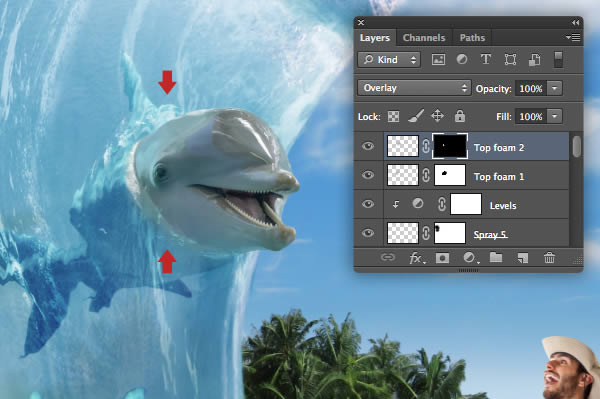 Layers Channels Paths
Kind
Overlay Opacity: 100%
Lock: Fill: 100%
Top foam 2
Top foam 1
Levels
Spray 5
fx